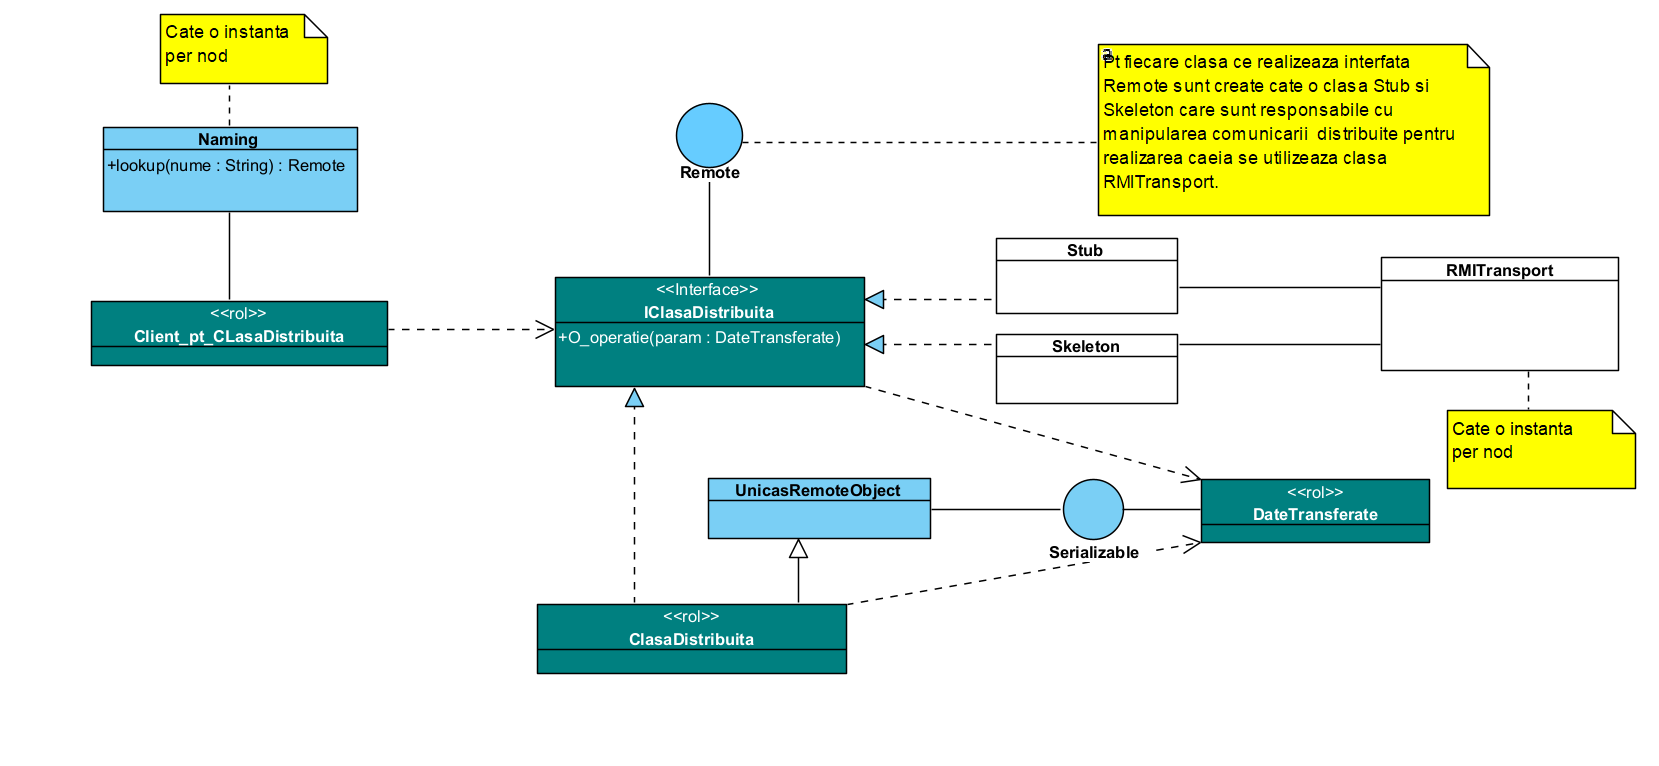 Cate o instanta
per nod
Naming
+lookup(nume : String) : Remote
Remote
Pt fiecare clasa ce realizeaza interfata
Remote sunt create cate o clasa Stub si
Skeleton care sunt responsabile cu
manipularea comunicarii distribuite pentru
realizarea caeia se utilizeaza clasa
RMITransport.
Stub
RMITransport
<<Interface>>
IClasaDistribuita
+O_operatie(param : DateTransferate)
<<rol>>
Client_pt_CLasaDistribuita
Skeleton
Cate o instanta
per nod
UnicasRemoteObject
Serializable
<<rol>>
DateTransferate
<<rol>>
ClasaDistribuita